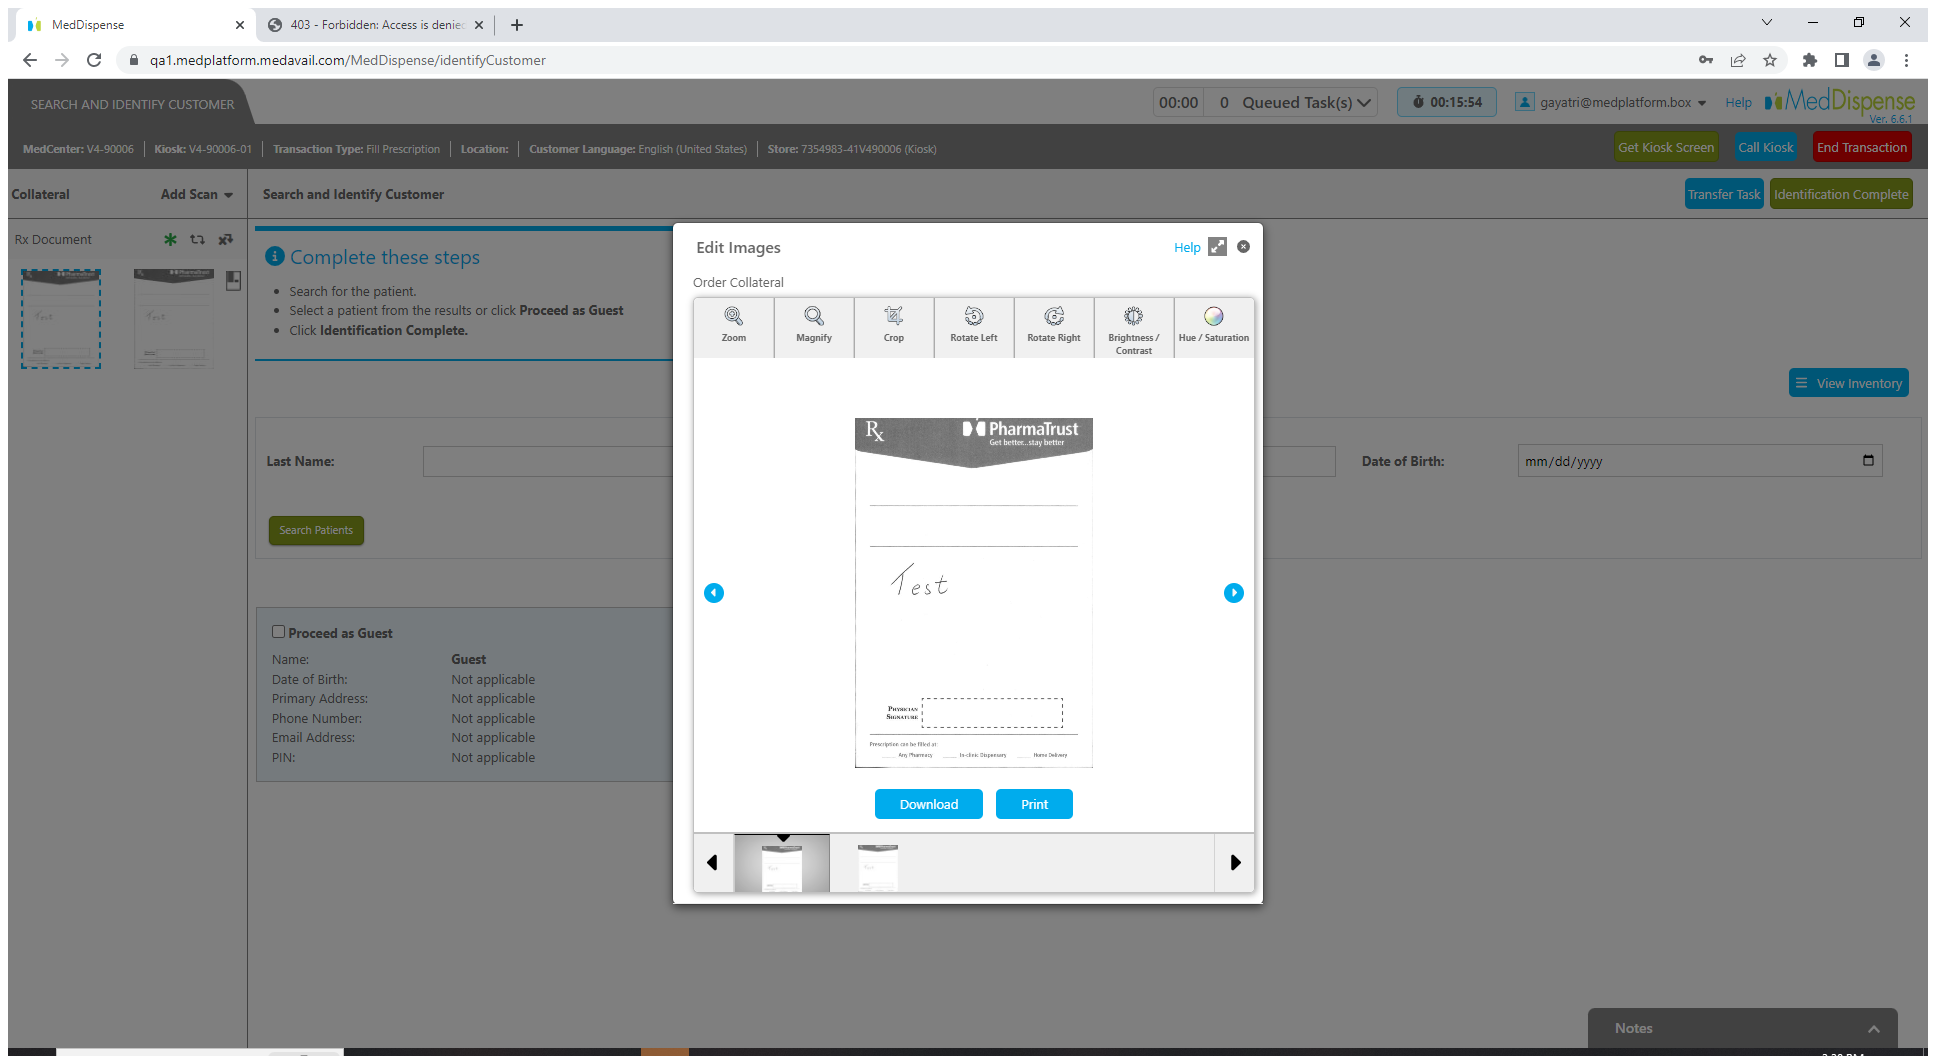 MedDispense
403 - Forbidden: Access is denied
qa1.medplatform.medavail.com/MedDispense/identifyCustomer
SEARCH AND IDENTIFY CUSTOMER
00:00 0 Queued Task(s)
00:15:54
gayatri@medplatform.box
Help
MedDispense
Ver. 6.6.1
MedCenter: V4-90006 Kiosk: V4-90006-01 Transaction Type: Fill Prescription Location: Customer Language: English (United States) Store: 7354983-41V490006 (Kiosk)
Get Kiosk Screen Call Kiosk End Transaction
Collateral Add Scan
Search and Identify Customer
Transfer Task Identification Complete
Rx Document
Complete these steps
Search for the patient.
Select a patient from the results or click Proceed as Guest
Click Identification Complete.
View Inventory
Last Name:
Date of Birth: mm/dd/yyyy
Search Patients
Proceed as Guest
Name: Guest
Date of Birth: Not applicable
Primary Address: Not applicable
Phone Number: Not applicable
Email Address: Not applicable
PIN: Not applicable
Edit Images
Help
Order Collateral
Zoom Magnify Crop Rotate Left Rotate Right Brightness / Contrast Hue / Saturation
Rx PharmaTrust
Get better...stay better
Test
Physician
Signature
Prescription can be filled at:
Any Pharmacy In-clinic Dispensary Home Delivery
Download Print
Notes